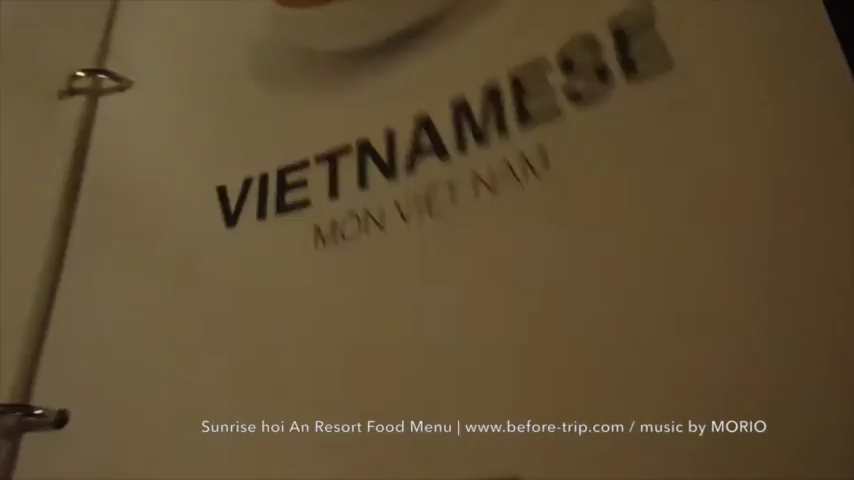 VIETNAMESE
MON VIET NAM
Sunrise hoi An Resort Food Menu | www.before-trip.com / music by MORIO